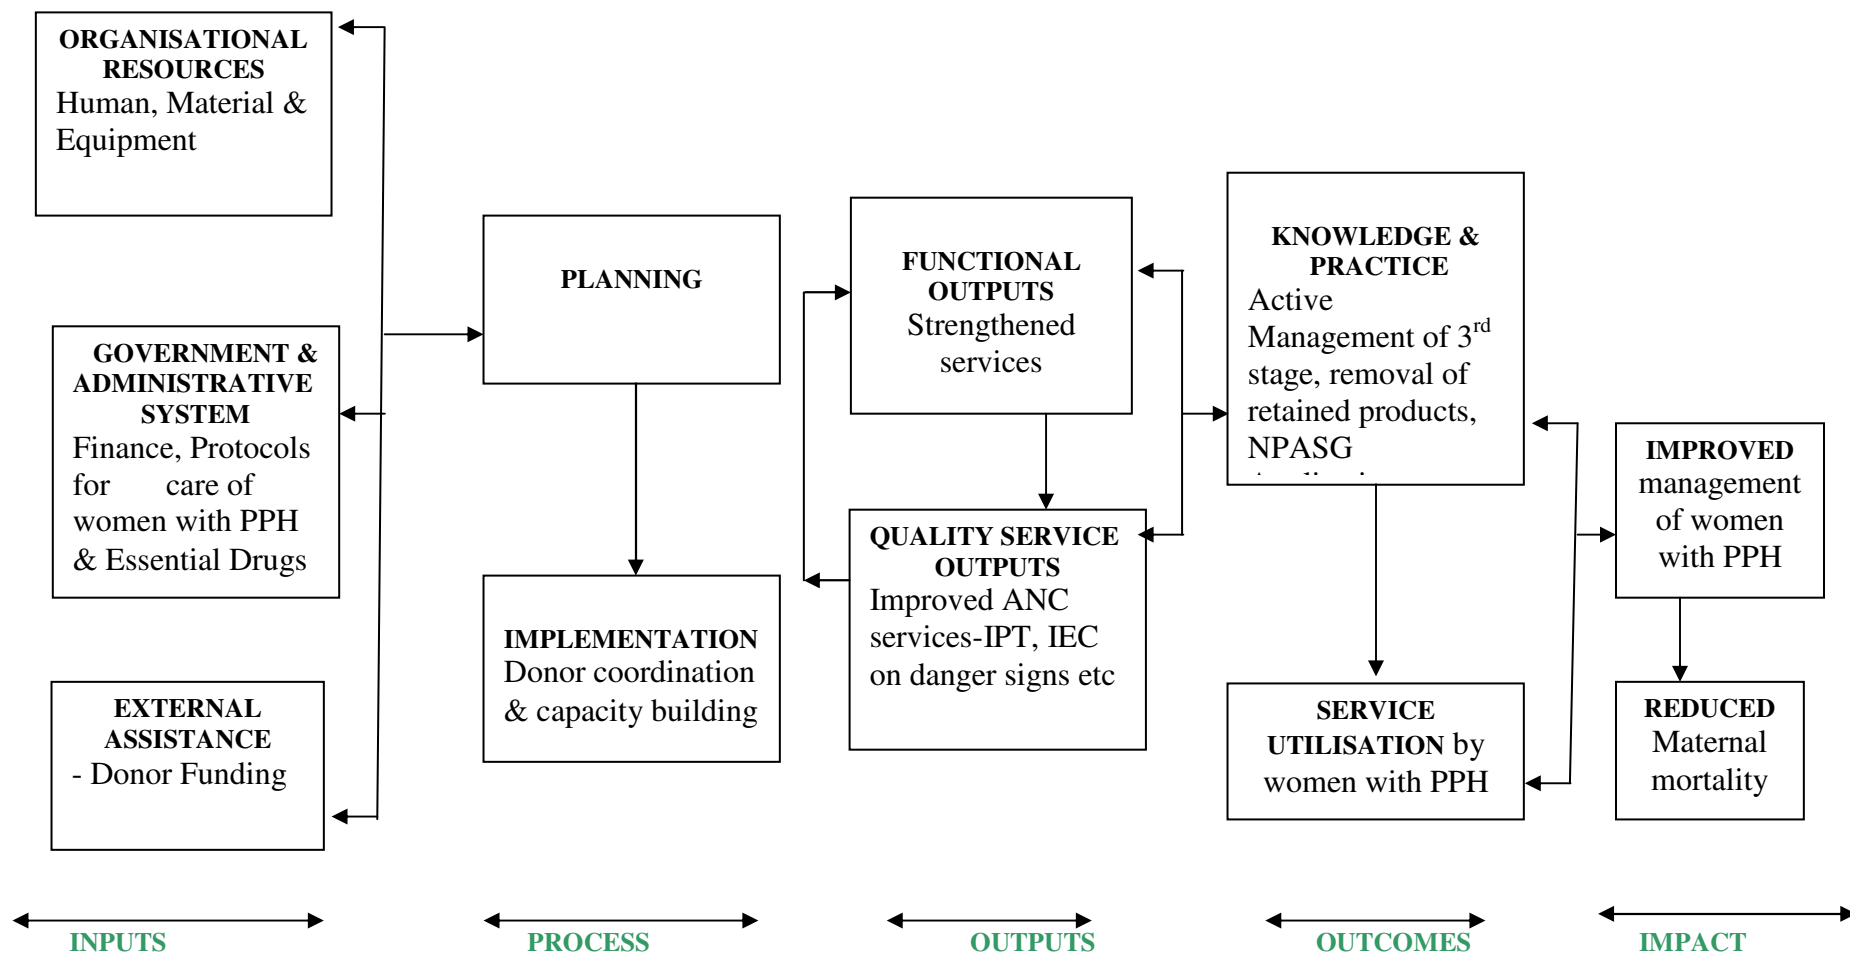 ORGANISATIONAL
RESOURCES
Human, Material &
Equipment
GOVERNMENT &
ADMINISTRATIVE
SYSTEM
Finance, Protocols
for care of
women with PPH
& Essential Drugs
EXTERNAL
ASSISTANCE
- Donor Funding
PLANNING
IMPLEMENTATION
Donor coordination
& capacity building
FUNCTIONAL
OUTPUTS
Strengthened
services
QUALITY SERVICE
OUTPUTS
Improved ANC
services-IPT, IEC
on danger signs etc
KNOWLEDGE &
PRACTICE
Active
Management of 3rd
stage, removal of
retained products,
NPASG
SERVICE
UTILISATION by
women with PPH
IMPROVED
management
of women
with PPH
REDUCED
Maternal
mortality
INPUTS
PROCESS
OUTPUTS
OUTCOMES
IMPACT